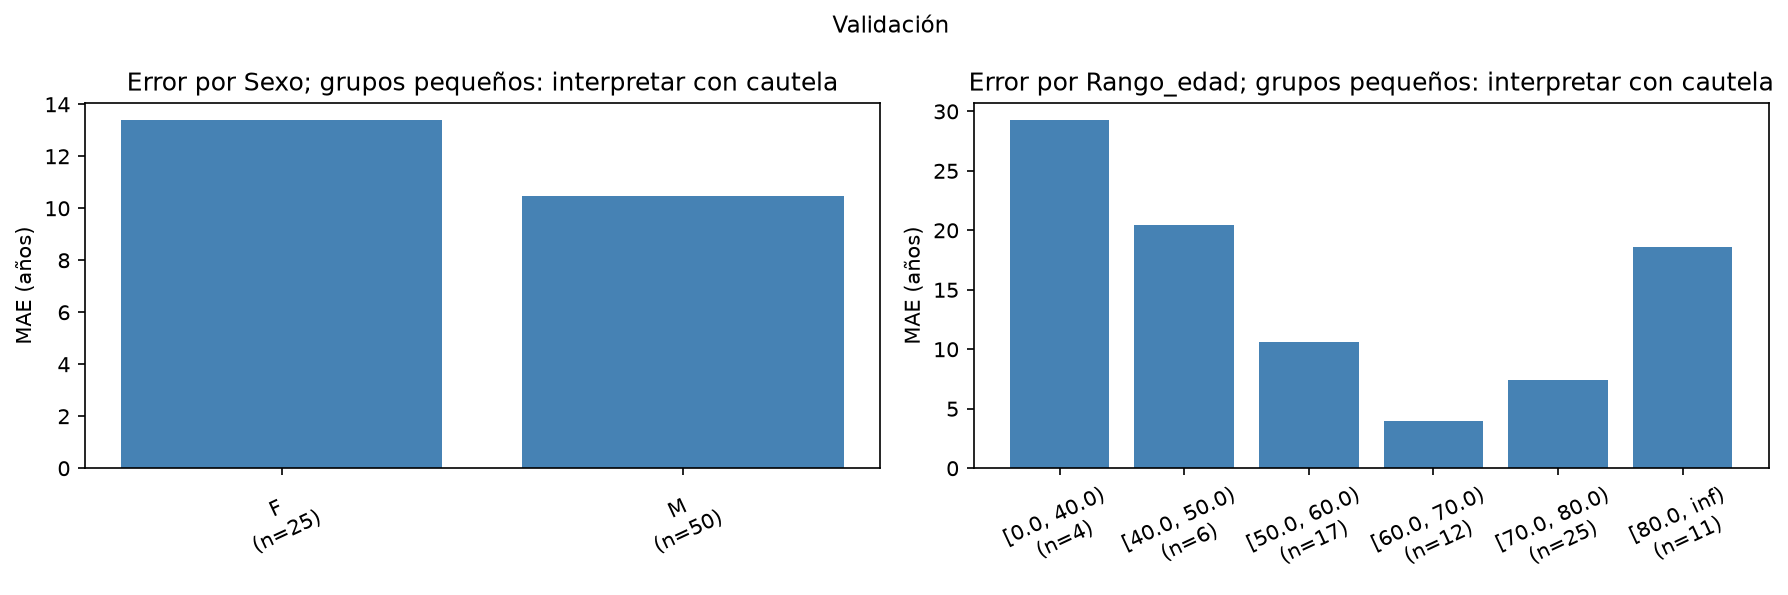 Validación
Error por Sexo; grupos pequeños: interpretar con cautela
MAE (años)
14
12
10
8
6
4
2
0
F
(n=25)
M
(n=50)
Error por Rango_edad; grupos pequeños: interpretar con cautela
MAE (años)
30
25
20
15
10
5
0
[0.0, 40.0)
(n=4)
[40.0, 50.0)
(n=6)
[50.0, 60.0)
(n=17)
[60.0, 70.0)
(n=12)
[70.0, 80.0)
(n=25)
[80.0, inf)
(n=11)